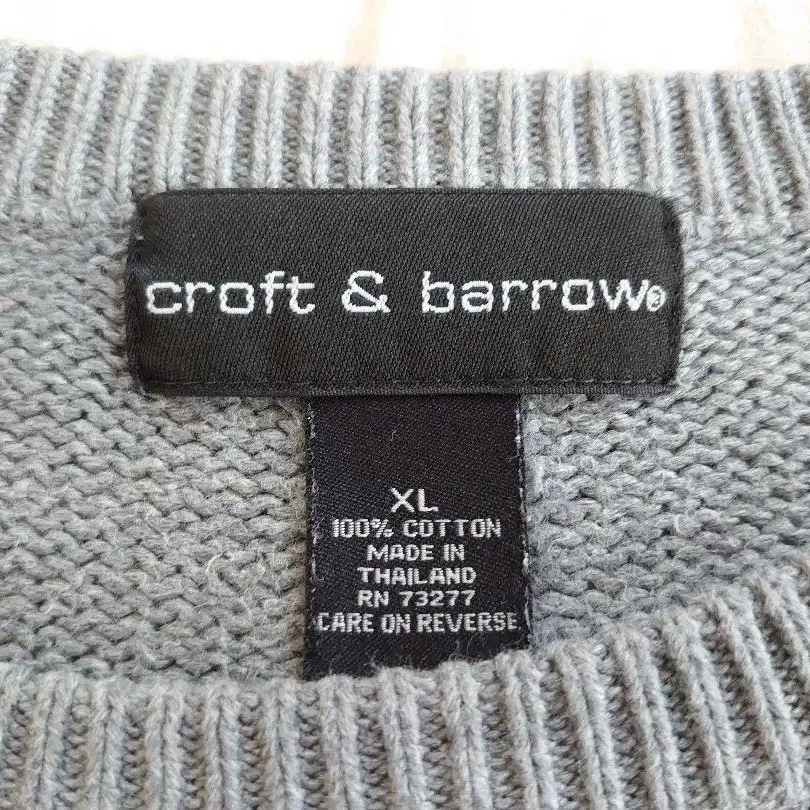 croft & barrow®
XL
100% COTTON
MADE IN
THAILAND
RN 73277
CARE ON REVERSE